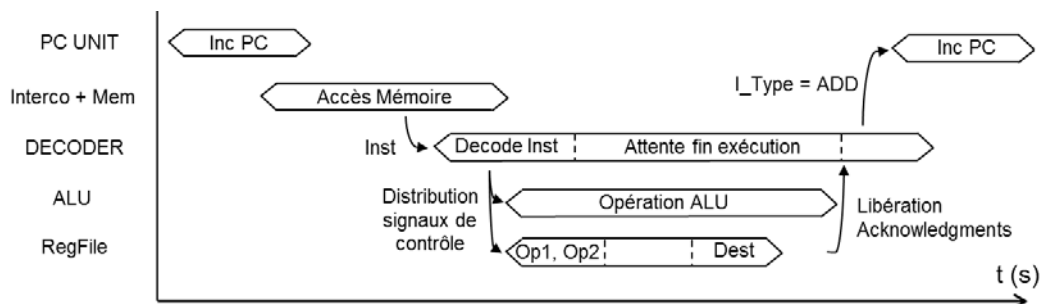 PC UNIT
Inc PC
Inc PC
I_Type = ADD
Interco + Mem
Accès Mémoire
DECODER
Inst
Decode Inst
Attente fin exécution
ALU
Distribution
signaux de
contrôle
Opération ALU
Libération
Acknowledgments
RegFile
Op1, Op2
Dest
t (s)